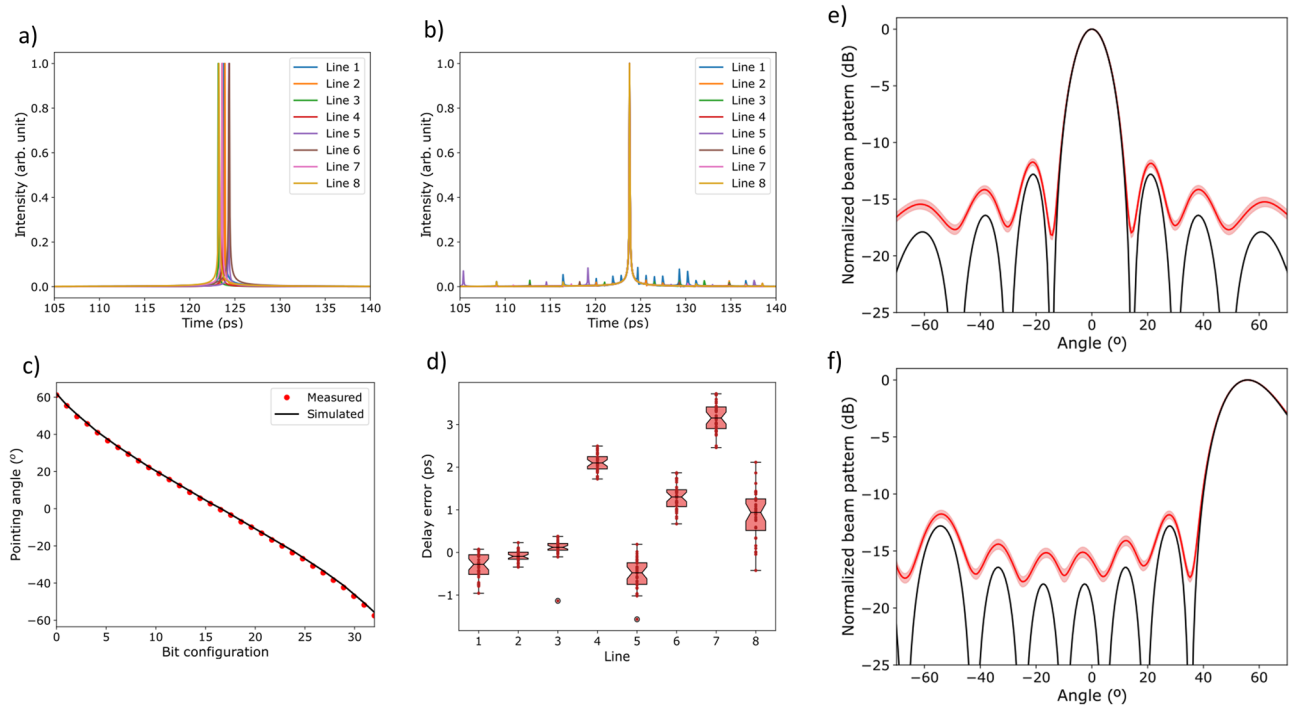 a)
1.0
0.8
0.6
0.4
0.2
0.0
Intensity (arb. unit)
105 110 115 120 125 130 135 140
Time (ps)
Line 1
Line 2
Line 3
Line 4
Line 5
Line 6
Line 7
Line 8
b)
1.0
0.8
0.6
0.4
0.2
0.0
Intensity (arb. unit)
105 110 115 120 125 130 135 140
Time (ps)
Line 1
Line 2
Line 3
Line 4
Line 5
Line 6
Line 7
Line 8
e)
0
−5
−10
−15
−20
−25
Normalized beam pattern (dB)
−60 −40 −20 0 20 40 60
Angle (º)
c)
60
40
20
0
−20
−40
−60
Pointing angle (º)
0 5 10 15 20 25 30
Bit configuration
Measured
Simulated
d)
3
2
1
0
−1
Delay error (ps)
1 2 3 4 5 6 7 8
Line
f)
0
−5
−10
−15
−20
−25
Normalized beam pattern (dB)
−60 −40 −20 0 20 40 60
Angle (º)